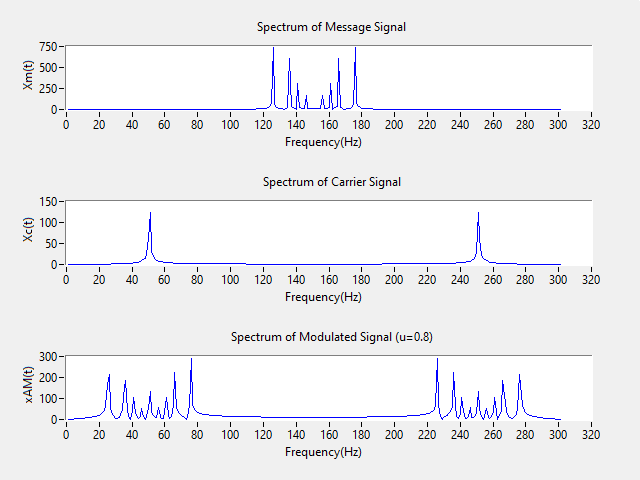 Spectrum of Message Signal
750
500
250
0
Xm(t)
0 20 40 60 80 100 120 140 160 180 200 220 240 260 280 300 320
Frequency(Hz)
Spectrum of Carrier Signal
150
100
50
0
Xc(t)
0 20 40 60 80 100 120 140 160 180 200 220 240 260 280 300 320
Frequency(Hz)
Spectrum of Modulated Signal (u=0.8)
300
200
100
0
xAM(t)
0 20 40 60 80 100 120 140 160 180 200 220 240 260 280 300 320
Frequency(Hz)